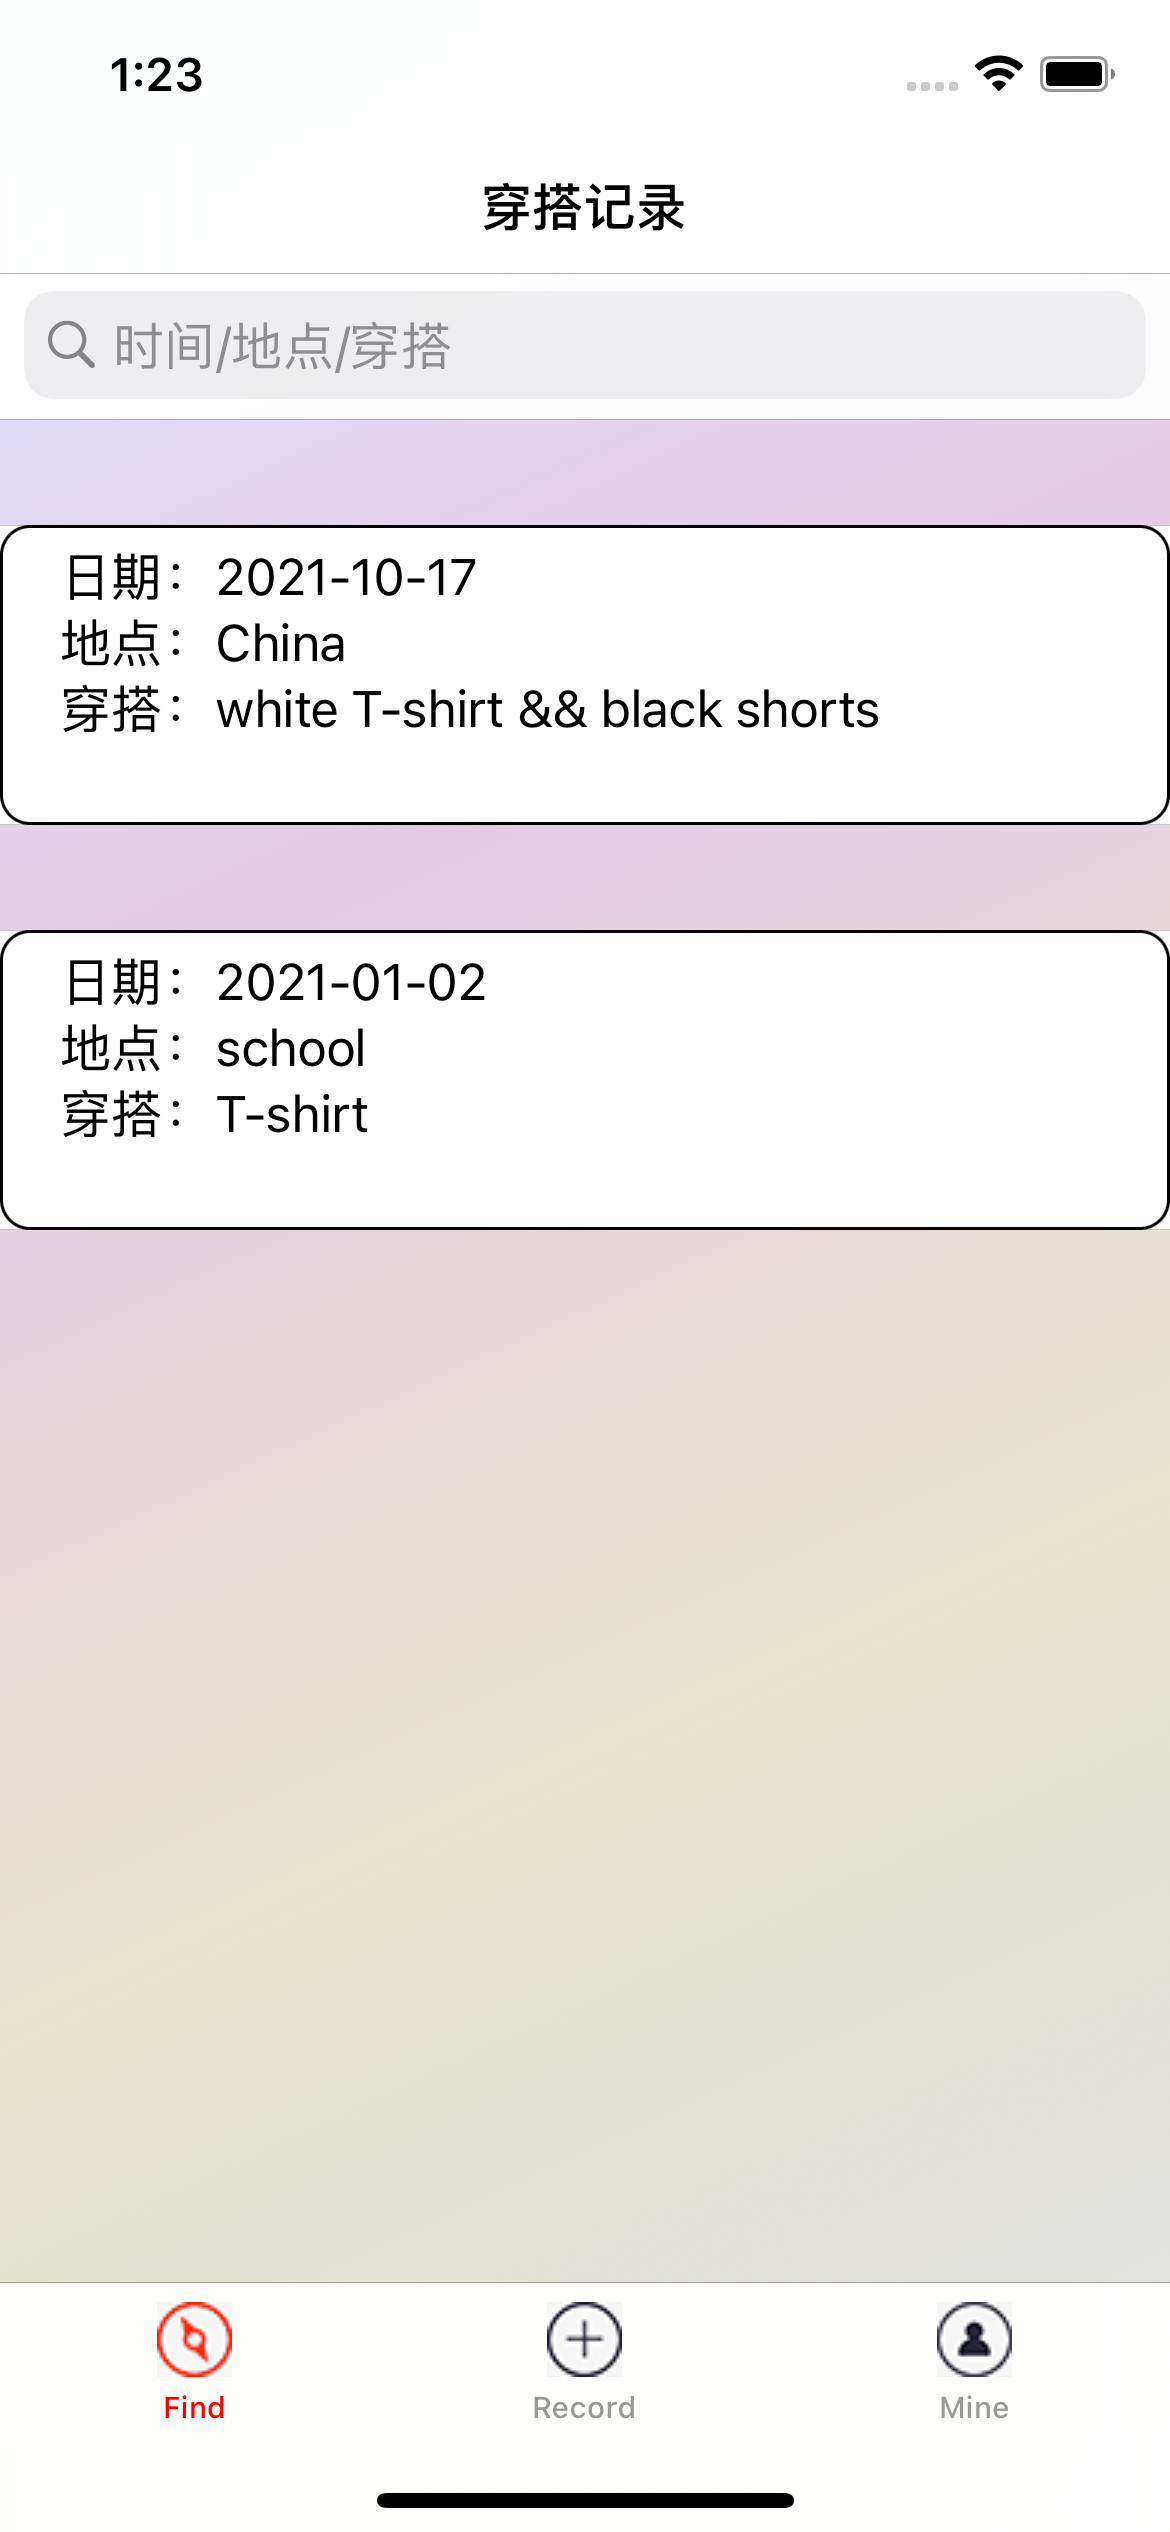 1:23
穿搭记录
时间/地点/穿搭
日期：2021-10-17
地点：China
穿搭：white T-shirt && black shorts
日期：2021-01-02
地点：school
穿搭：T-shirt
Find
Record
Mine